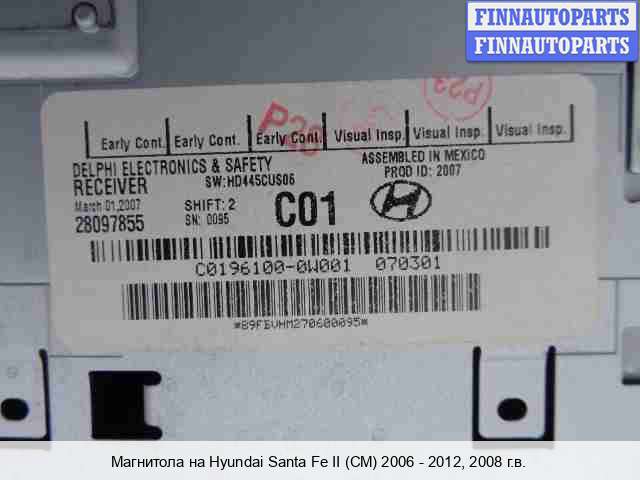 FINNAUTOPARTS
FINNAUTOPARTS
P23
Early Cont. Early Cont. Early Cont. Visual Insp. Visual Insp. Visual Insp.
DELPHI ELECTRONICS & SAFETY
RECEIVER SW:HD445CUS06
ASSEMBLED IN MEXICO
PROD ID: 2007
March 01,2007 SHIFT: 2
28097855 SN: 0095
C01
C0196100-0W001 070301
*89FBVHM270600095*
Магнитола на Hyundai Santa Fe II (CM) 2006 - 2012, 2008 г.в.